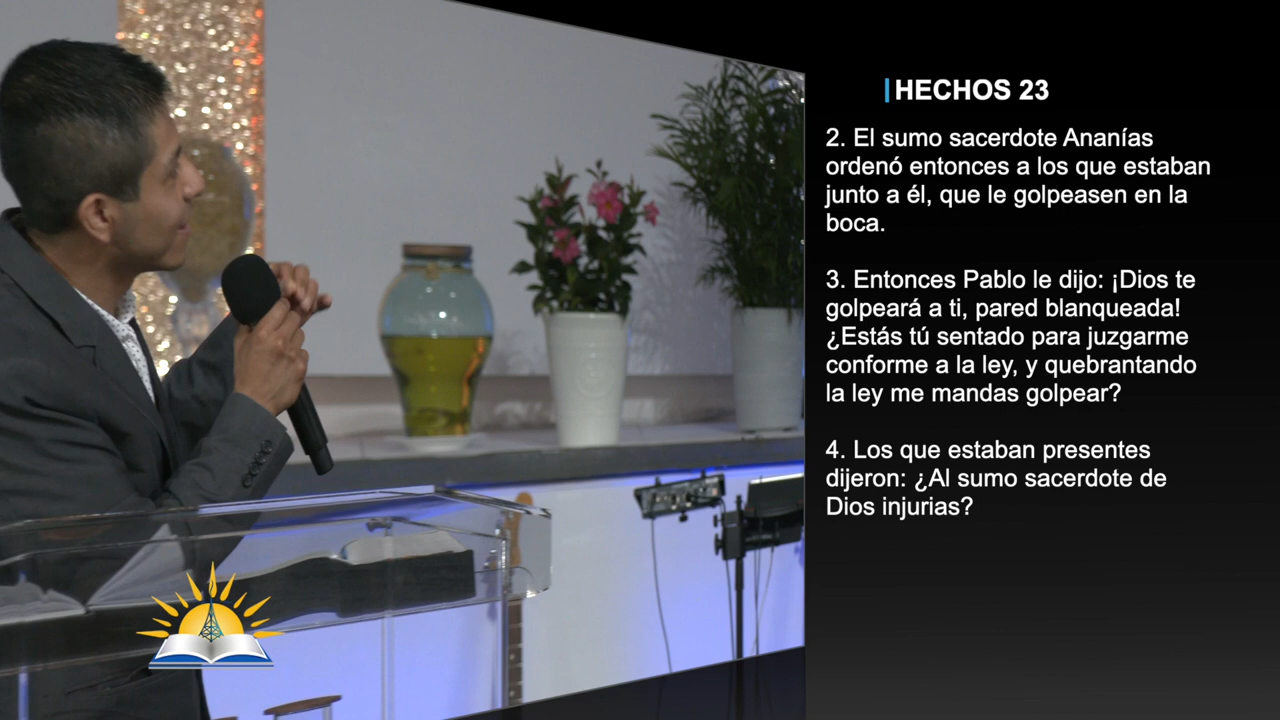 HECHOS 23
2. El sumo sacerdote Ananías
ordenó entonces a los que estaban
junto a él, que le golpeasen en la
boca.
3. Entonces Pablo le dijo: ¡Dios te
golpeará a ti, pared blanqueada!
¿Estás tú sentado para juzgarme
conforme a la ley, y quebrantando
la ley me mandas golpear?
4. Los que estaban presentes
dijeron: ¿Al sumo sacerdote de
Dios injurias?